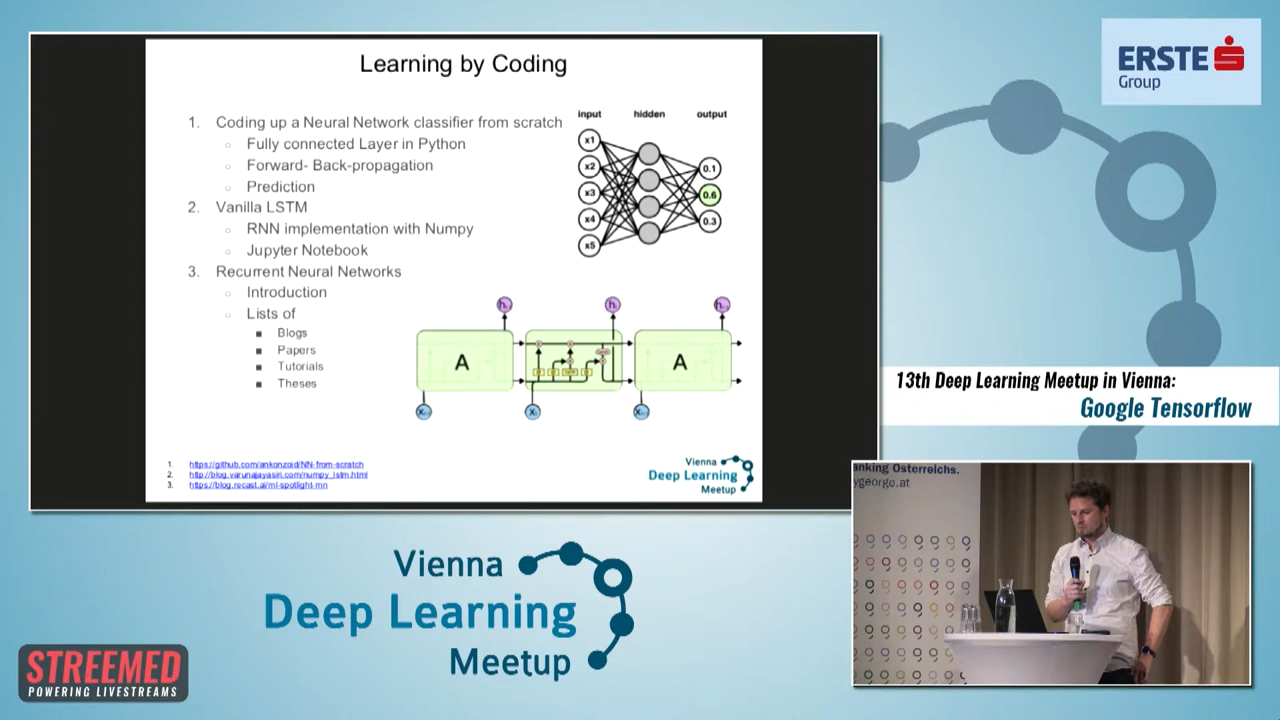 Learning by Coding
1. Coding up a Neural Network classifier from scratch
Fully connected Layer in Python
Forward- Back-propagation
Prediction
2. Vanilla LSTM
RNN implementation with Numpy
Jupyter Notebook
3. Recurrent Neural Networks
Introduction
Lists of
Blogs
Papers
Tutorials
Theses
input hidden output
x1
x2
x3
x4
x5
0.1
0.6
0.3
A
A
1. https://github.com/ankonzoid/NN-from-scratch
2. http://blog.varunajayasiri.com/numpy_lstm.html
3. https://blog.recast.ai/ml-spotlight-rnn
Vienna
Deep Learning
Meetup
ERSTE
Group
13th Deep Learning Meetup in Vienna:
Google Tensorflow
anking Österreichs.
ygeorge.at
Vienna
Deep Learning
Meetup
STREEMED
POWERING LIVESTREAMS